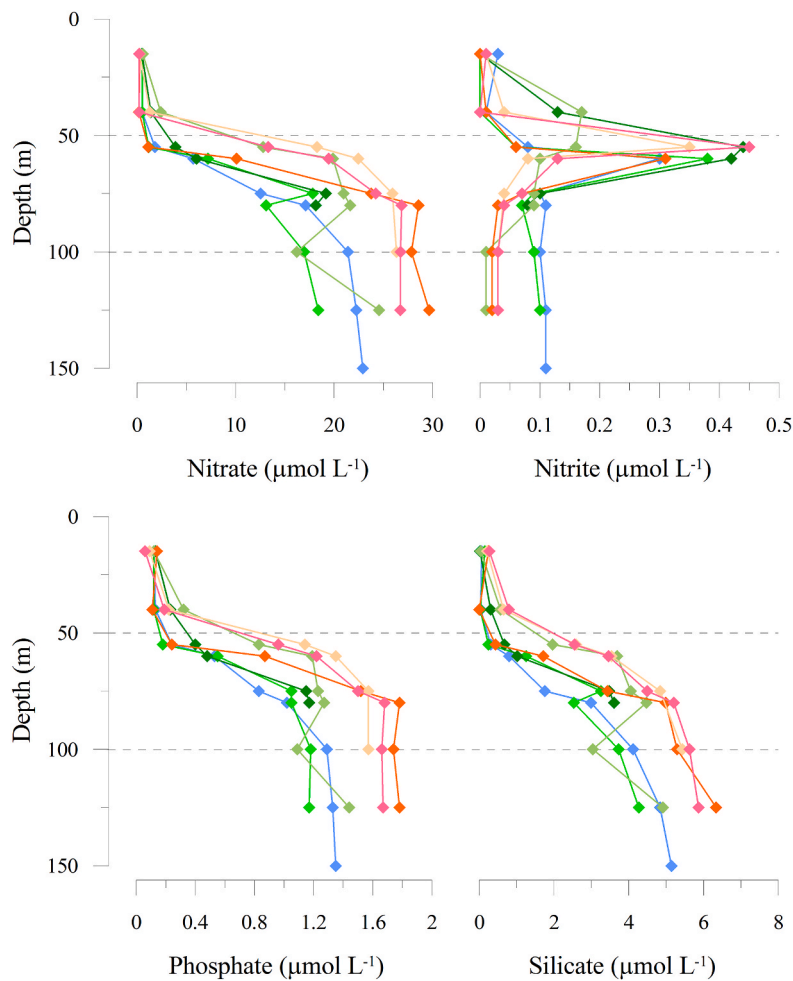 0
50
100
150
Depth (m)
0 10 20 30
Nitrate (µmol L-1)
0 0.1 0.2 0.3 0.4 0.5
Nitrite (µmol L-1)
0
50
100
150
Depth (m)
0 0.4 0.8 1.2 1.6 2
Phosphate (µmol L-1)
0 2 4 6 8
Silicate (µmol L-1)